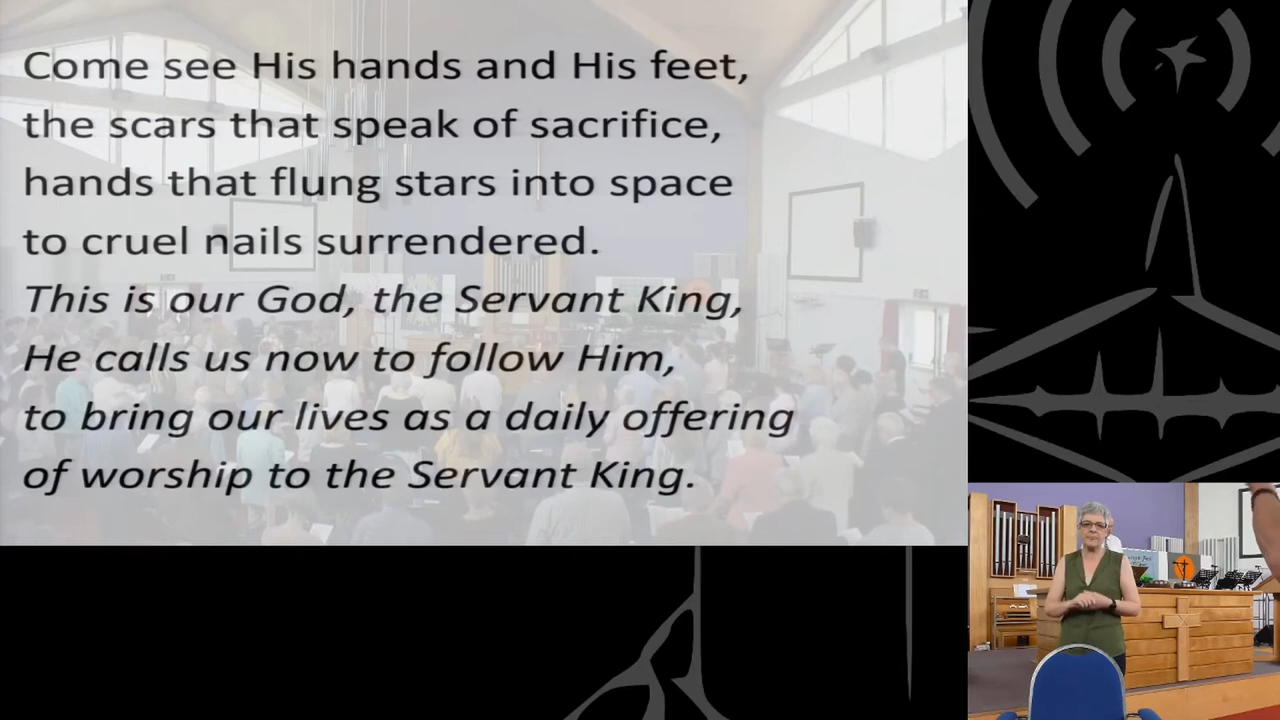 Come see His hands and His feet,
the scars that speak of sacrifice,
hands that flung stars into space
to cruel nails surrendered.
This is our God, the Servant King,
He calls us now to follow Him,
to bring our lives as a daily offering
of worship to the Servant King.